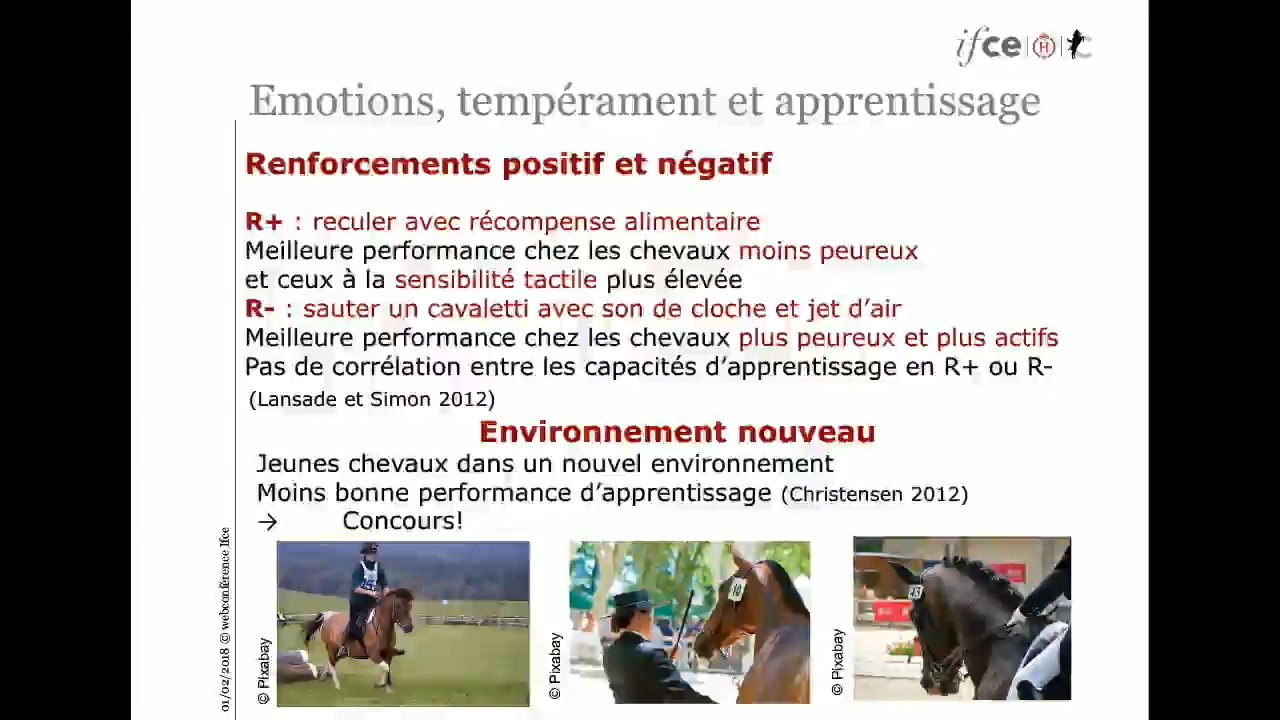 ifce
Emotions, tempérament et apprentissage
Renforcements positif et négatif
R+ : reculer avec récompense alimentaire
Meilleure performance chez les chevaux moins peureux
et ceux à la sensibilité tactile plus élevée
R- : sauter un cavaletti avec son de cloche et jet d’air
Meilleure performance chez les chevaux plus peureux et plus actifs
Pas de corrélation entre les capacités d’apprentissage en R+ ou R-
(Lansade et Simon 2012)
Environnement nouveau
Jeunes chevaux dans un nouvel environnement
Moins bonne performance d’apprentissage (Christensen 2012)
→ Concours!
01/02/2018 © webconférence Ifce
© Pixabay
© Pixabay
10
© Pixabay
43